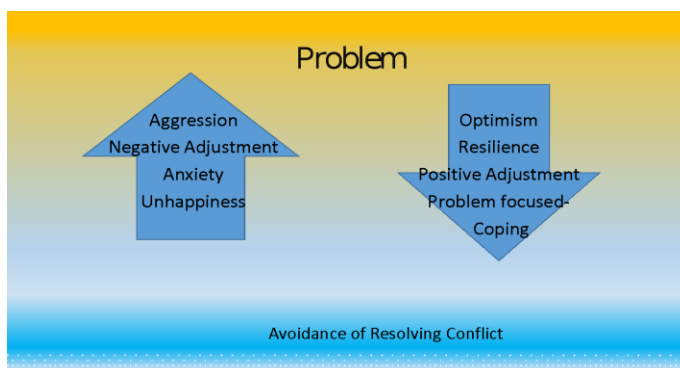 Problem
Aggression
Negative Adjustment
Anxiety
Unhappiness
Optimism
Resilience
Positive Adjustment
Problem focused-
Coping
Avoidance of Resolving Conflict